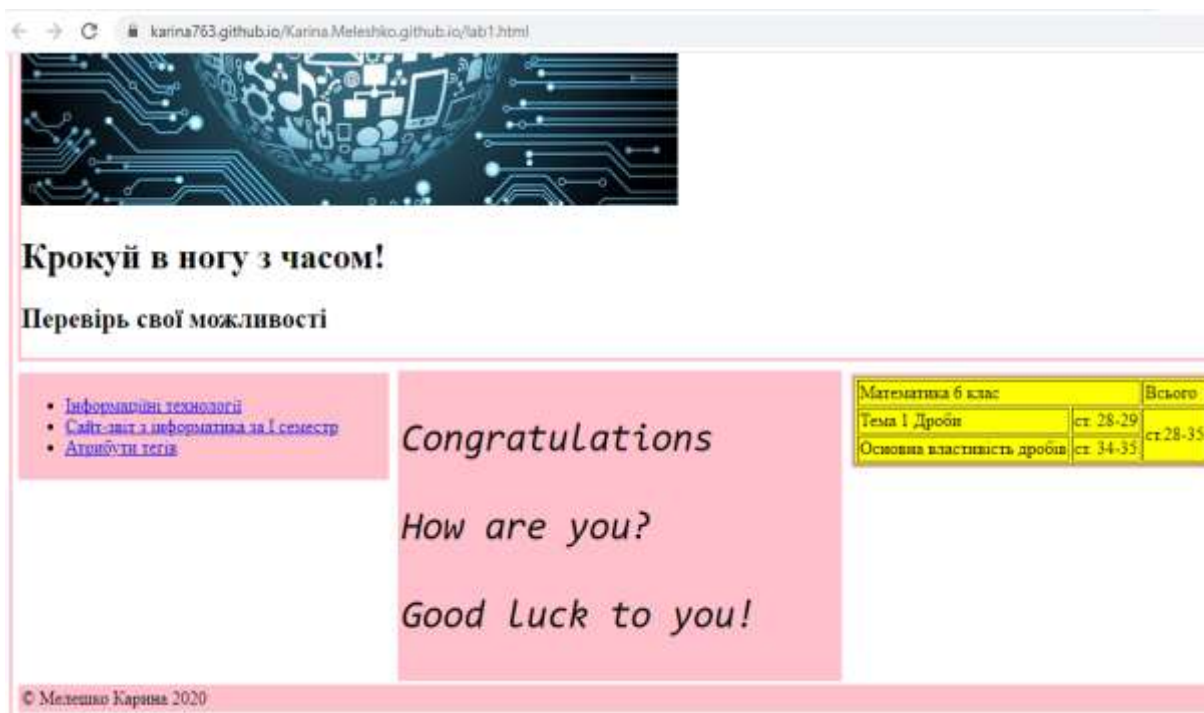 karina763.github.io/Karina.Meleshko.github.io/lab1.html
Крокуй в ногу з часом!
Перевірь свої можливості
Інформаційні технології
Сайт-звіт з информатика за I семестр
Атрибути тегів
Congratulations
How are you?
Good luck to you!
Математика 6 клас Всього
Тема 1 Дроби ст. 28-29 ст.28-35
Основна властивість дробів ст. 34-35
© Мелешко Карина 2020